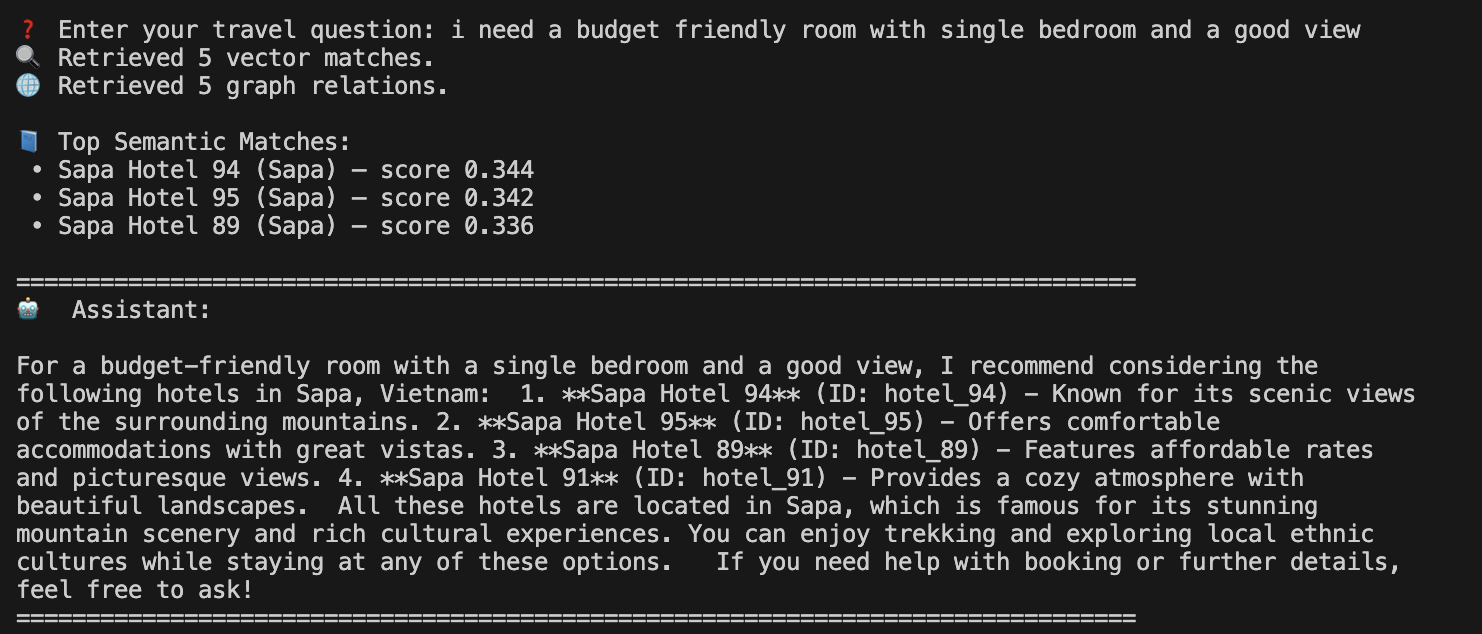 ❓ Enter your travel question: i need a budget friendly room with single bedroom and a good view
🔍 Retrieved 5 vector matches.
🌐 Retrieved 5 graph relations.
📘 Top Semantic Matches:
• Sapa Hotel 94 (Sapa) — score 0.344
• Sapa Hotel 95 (Sapa) — score 0.342
• Sapa Hotel 89 (Sapa) — score 0.336
================================================================================
🤖 Assistant:
For a budget-friendly room with a single bedroom and a good view, I recommend considering the
following hotels in Sapa, Vietnam:  1. **Sapa Hotel 94** (ID: hotel_94) - Known for its scenic views
of the surrounding mountains. 2. **Sapa Hotel 95** (ID: hotel_95) - Offers comfortable
accommodations with great vistas. 3. **Sapa Hotel 89** (ID: hotel_89) - Features affordable rates
and picturesque views. 4. **Sapa Hotel 91** (ID: hotel_91) - Provides a cozy atmosphere with
beautiful landscapes.  All these hotels are located in Sapa, which is famous for its stunning
mountain scenery and rich cultural experiences. You can enjoy trekking and exploring local ethnic
cultures while staying at any of these options.   If you need help with booking or further details,
feel free to ask!
================================================================================